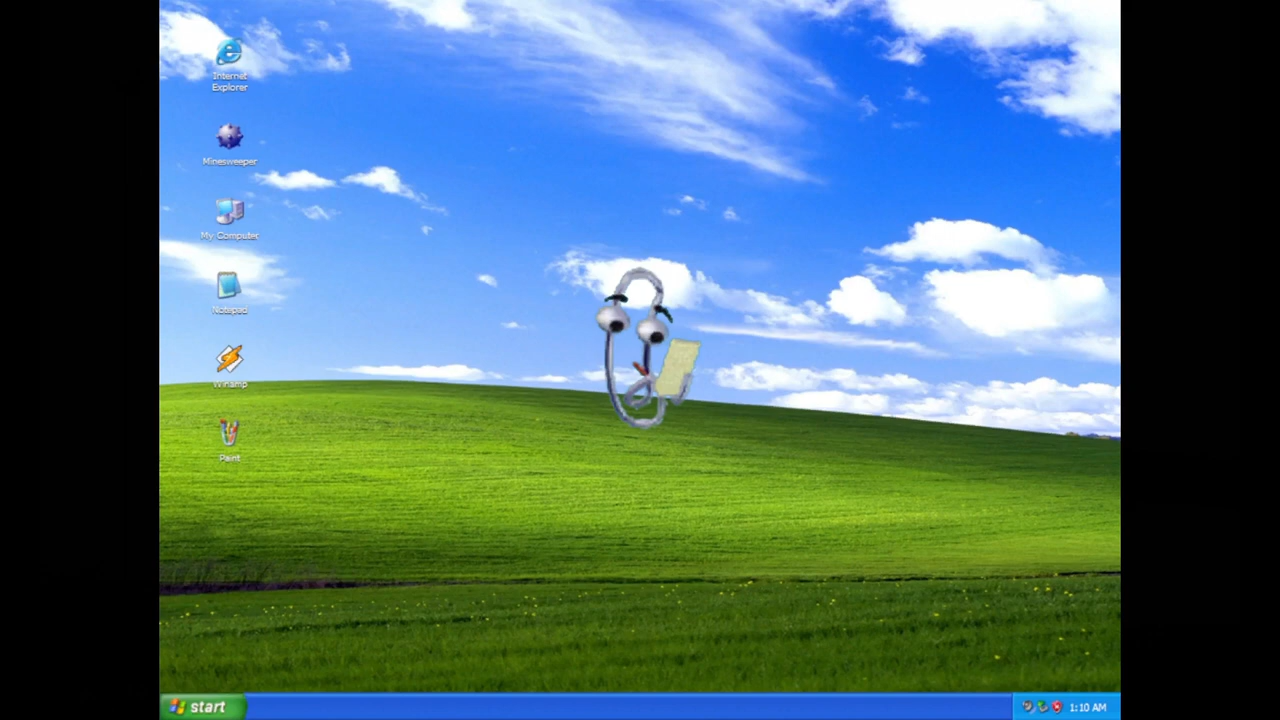 Internet
Explorer
Minesweeper
My Computer
Notepad
Winamp
Paint
start
1:10 AM